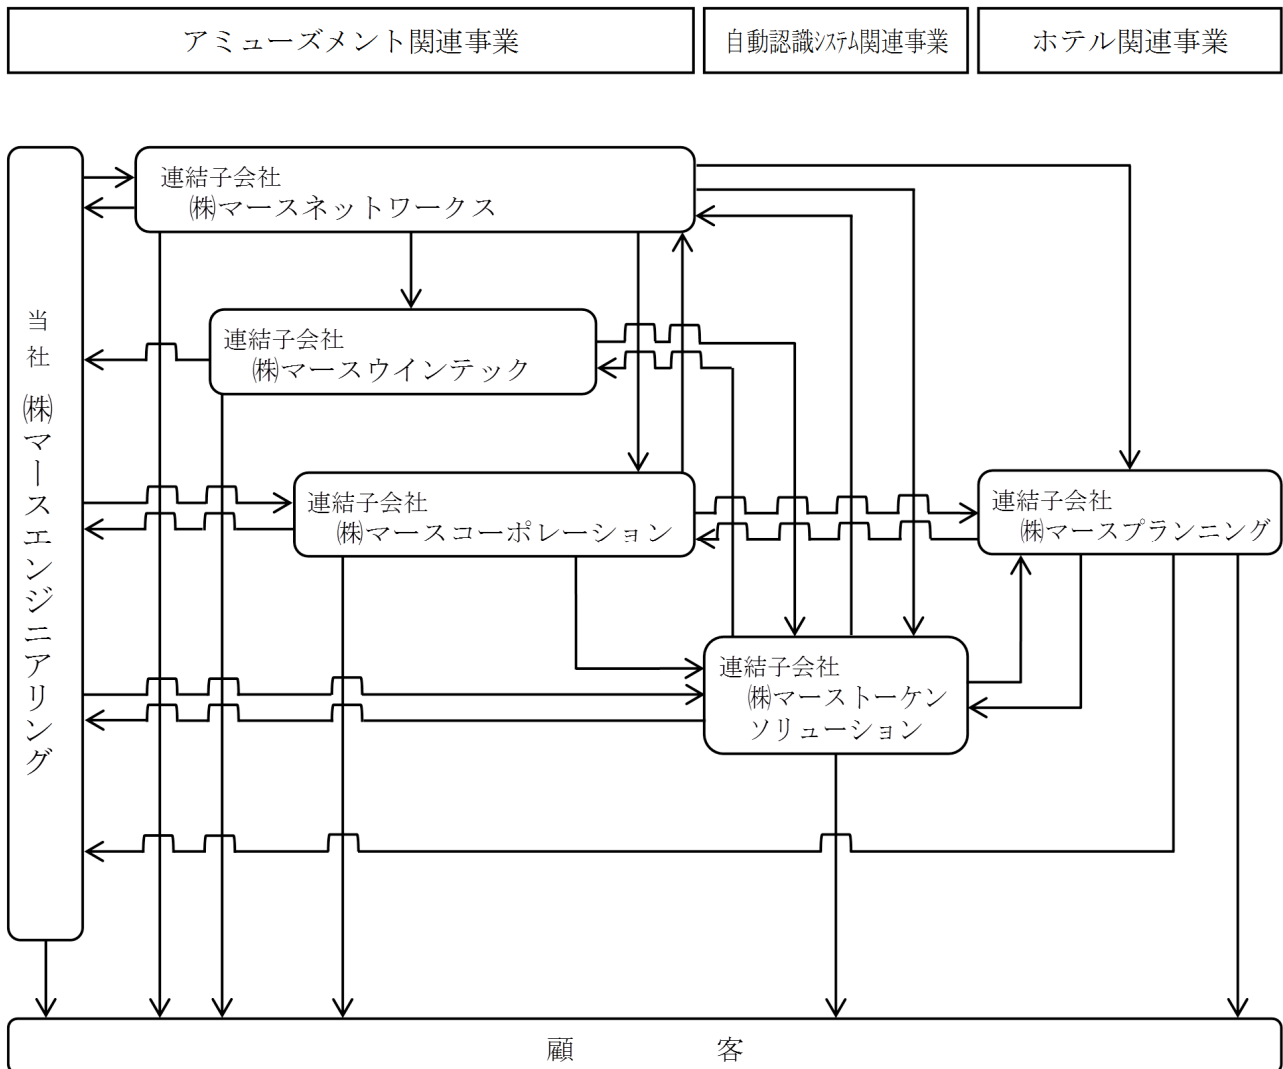 アミューズメント関連事業
自動認識システム関連事業
ホテル関連事業
当社 ㈱マースエンジニアリング
連結子会社
㈱マースネットワークス
連結子会社
㈱マースウインテック
連結子会社
㈱マースコーポレーション
連結子会社
㈱マースプランニング
連結子会社
㈱マーストーケン
ソリューション
顧客